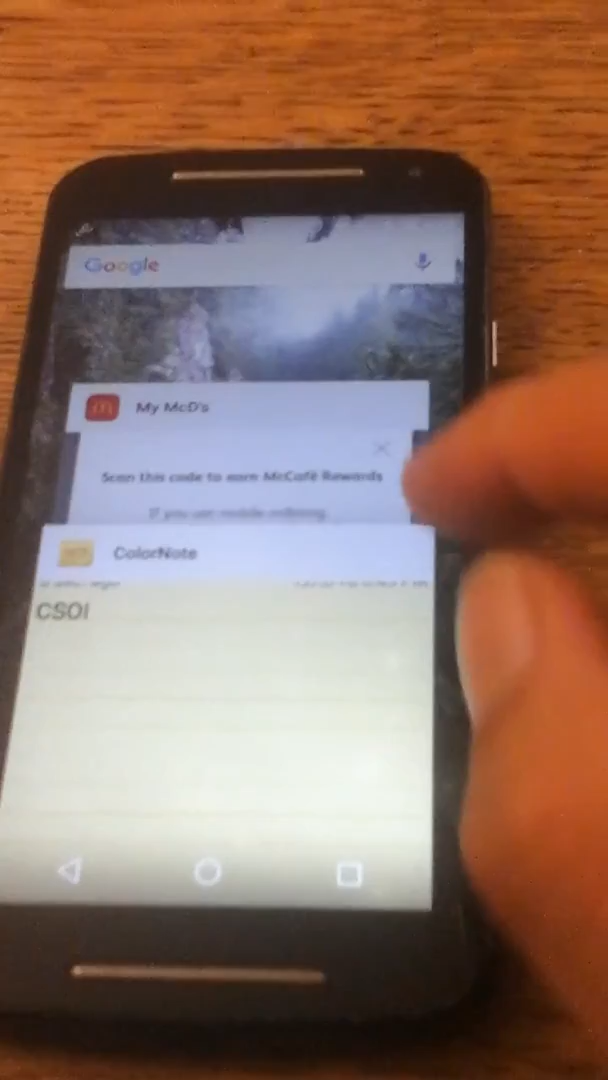 Google
My McD's
Scan this code to earn McCafé Rewards
If you use mobile ordering
ColorNote
CSOI